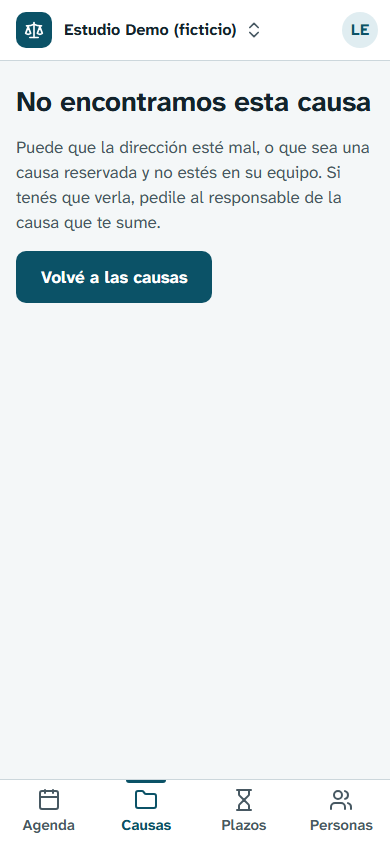 Estudio Demo (ficticio)
LE
No encontramos esta causa
Puede que la dirección esté mal, o que sea una
causa reservada y no estés en su equipo. Si
tenés que verla, pedile al responsable de la
causa que te sume.
Volvé a las causas
Agenda
Causas
Plazos
Personas